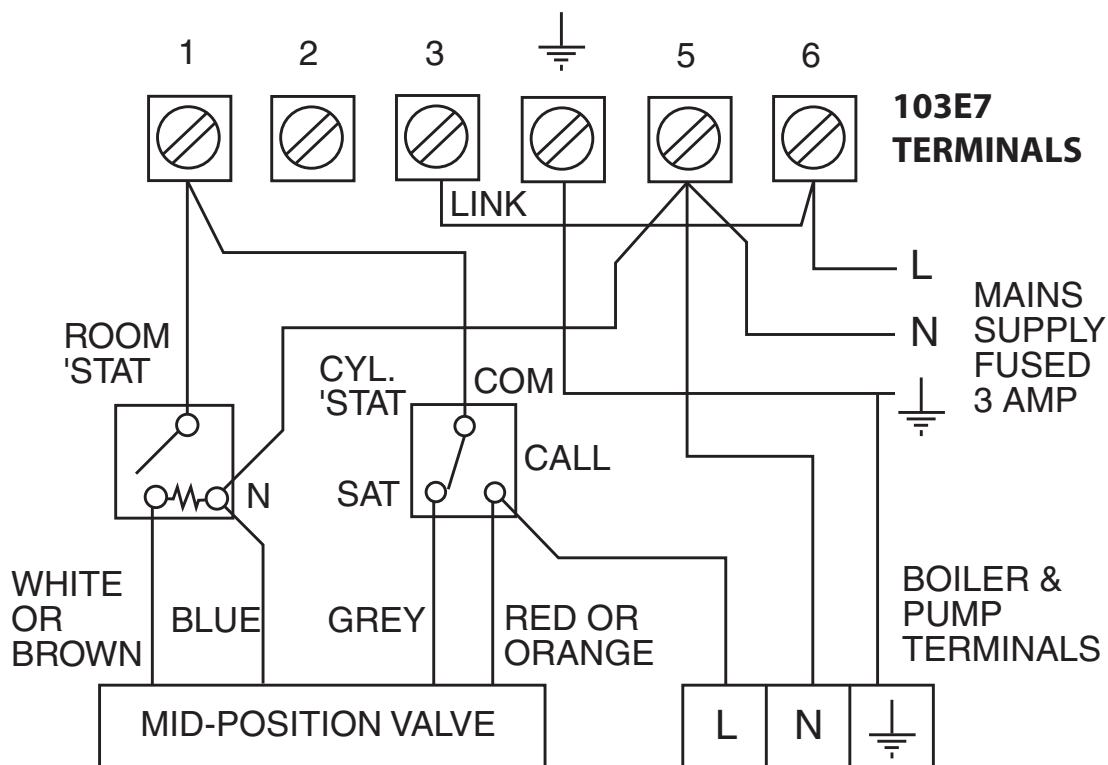 1 2 3 5 6
103E7
TERMINALS
LINK
L
N
MAINS
SUPPLY
FUSED
3 AMP
ROOM
'STAT
CYL.
'STAT
COM
CALL
SAT
N
WHITE
OR
BROWN
BLUE
GREY
RED OR
ORANGE
BOILER &
PUMP
TERMINALS
MID-POSITION VALVE
L N